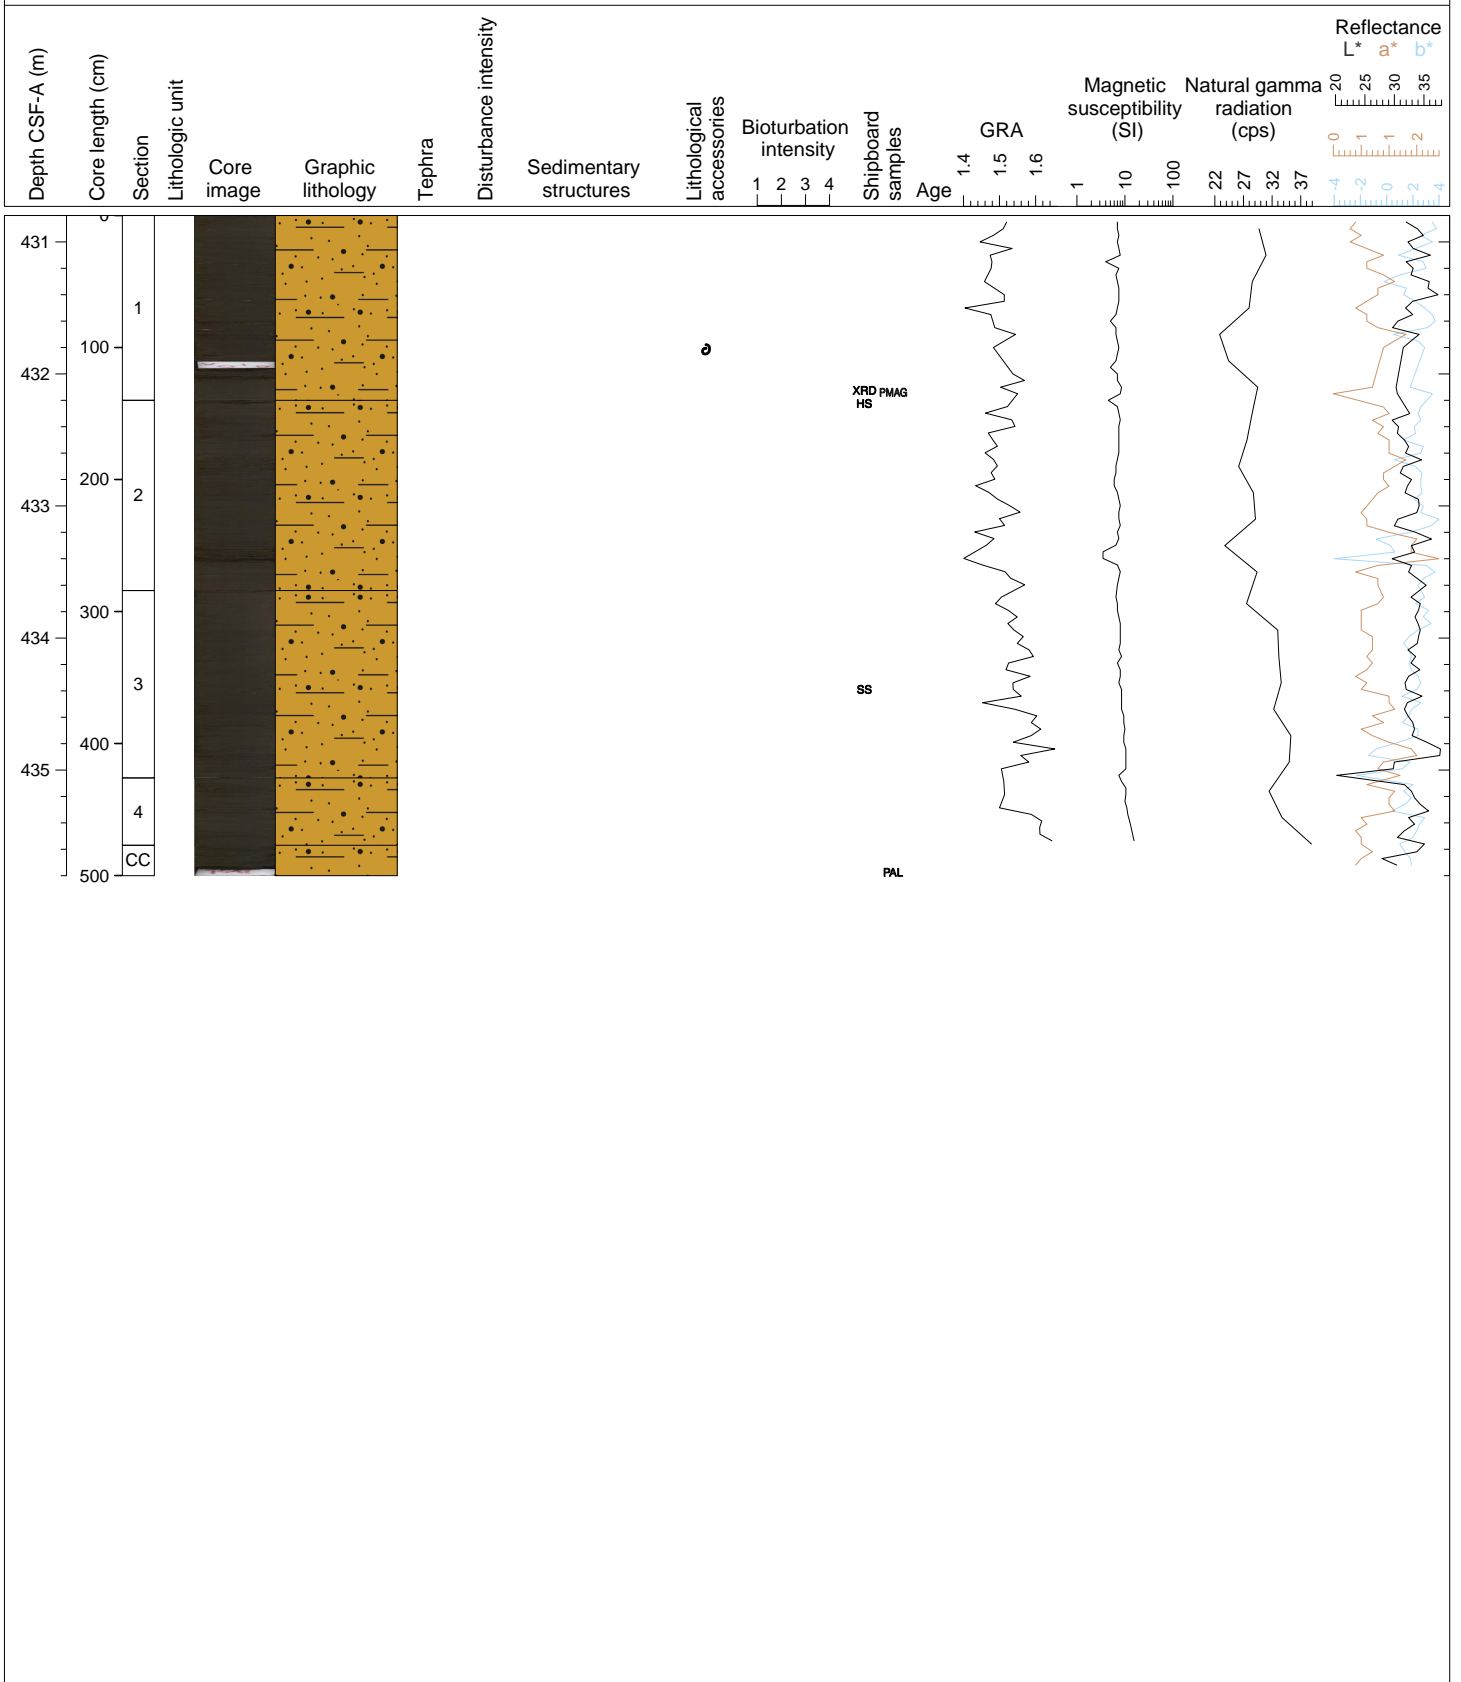 Depth CSF-A (m)
Core length (cm)
Section
Lithologic unit
Core
image
Graphic
lithology
Tephra
Disturbance intensity
Sedimentary
structures
Lithological
accessories
Bioturbation
intensity
1 2 3 4
Shipboard
samples
Age
GRA
1.4 1.5 1.6
Magnetic
susceptibility
(SI)
1 10 100
Natural gamma
radiation
(cps)
22 27 32 37
Reflectance
L* a* b*
20 25 30 35
0 1 1 2
-4 -2 0 2 4
431
432
433
434
435
0
100
200
300
400
500
1
2
3
4
CC
XRD PMAG
HS
SS
PAL